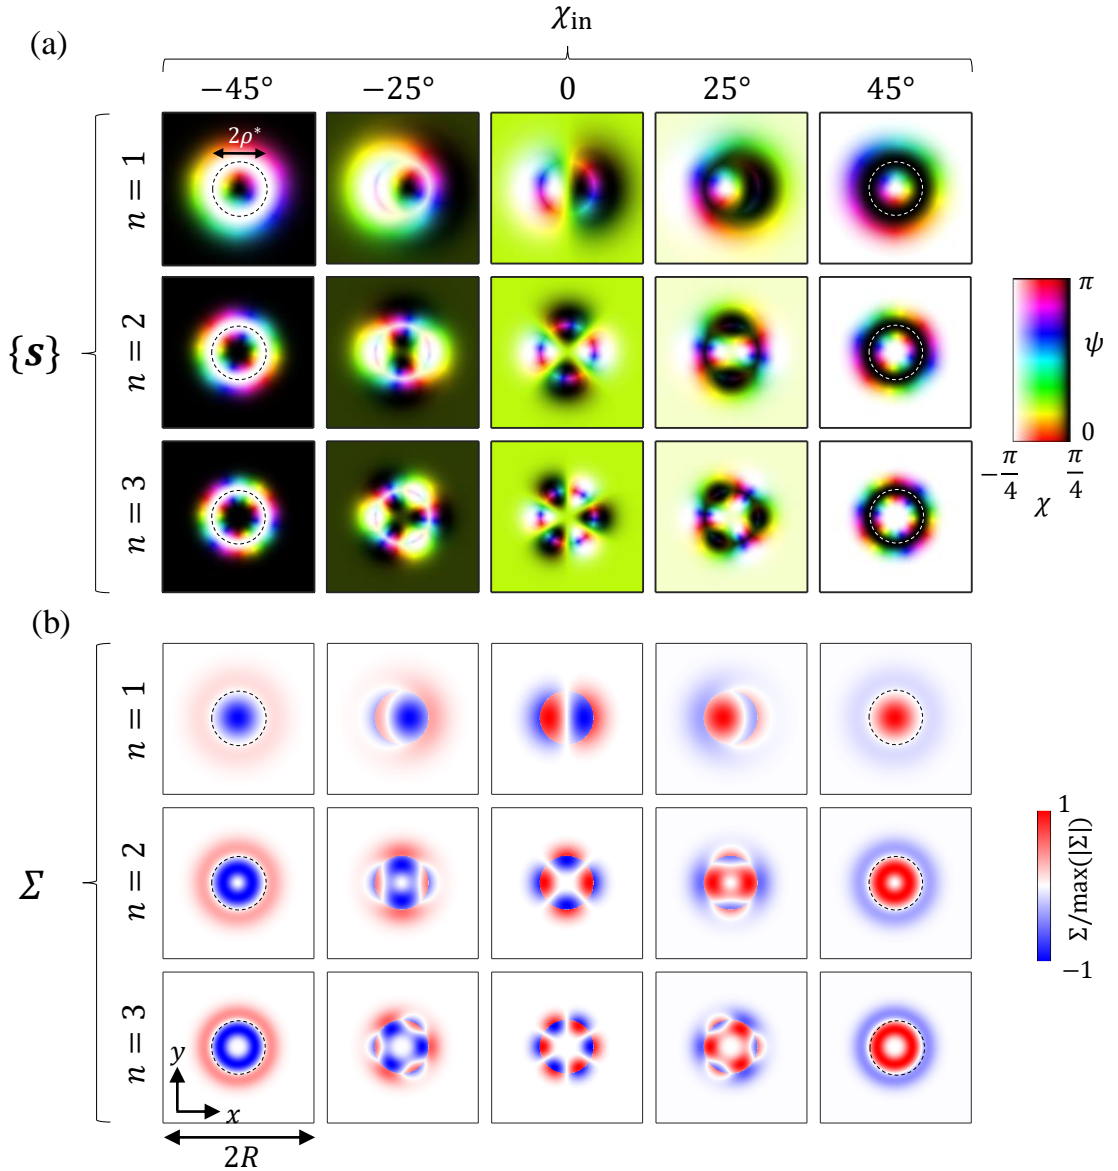 (a)
χ_in
−45° −25° 0 25° 45°
2ρ*
n = 1
n = 2
{s}
n = 3
π
ψ
0
−π/4 π/4
χ
(b)
n = 1
n = 2
Σ
1
Σ/max(|Σ|)
−1
n = 3
y
x
2R